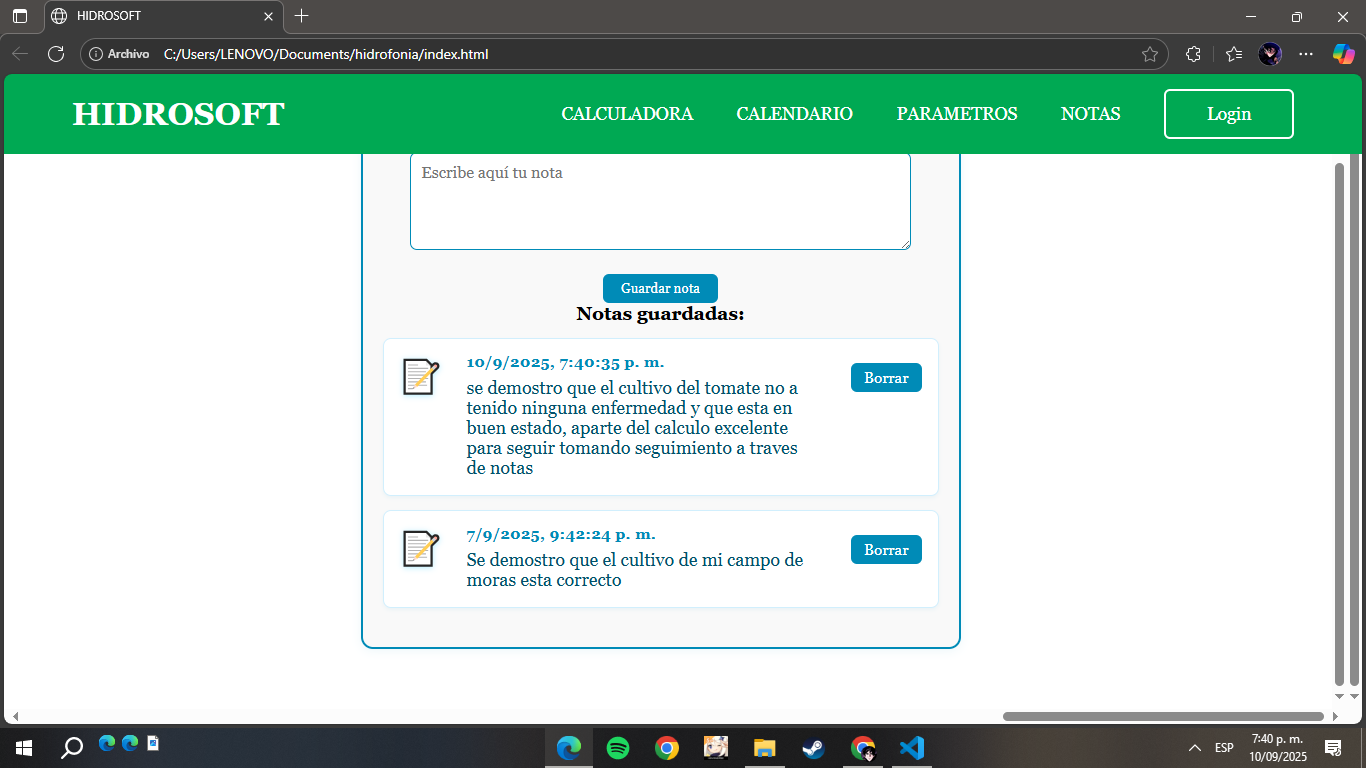 HIDROSOFT
Archivo C:/Users/LENOVO/Documents/hidrofonia/index.html
HIDROSOFT CALCULADORA CALENDARIO PARAMETROS NOTAS Login
Escribe aquí tu nota
Guardar nota
Notas guardadas:
10/9/2025, 7:40:35 p. m.
Borrar
se demostro que el cultivo del tomate no a
tenido ninguna enfermedad y que esta en
buen estado, aparte del calculo excelente
para seguir tomando seguimiento a traves
de notas
7/9/2025, 9:42:24 p. m.
Borrar
Se demostro que el cultivo de mi campo de
moras esta correcto
ESP
7:40 p. m.
10/09/2025